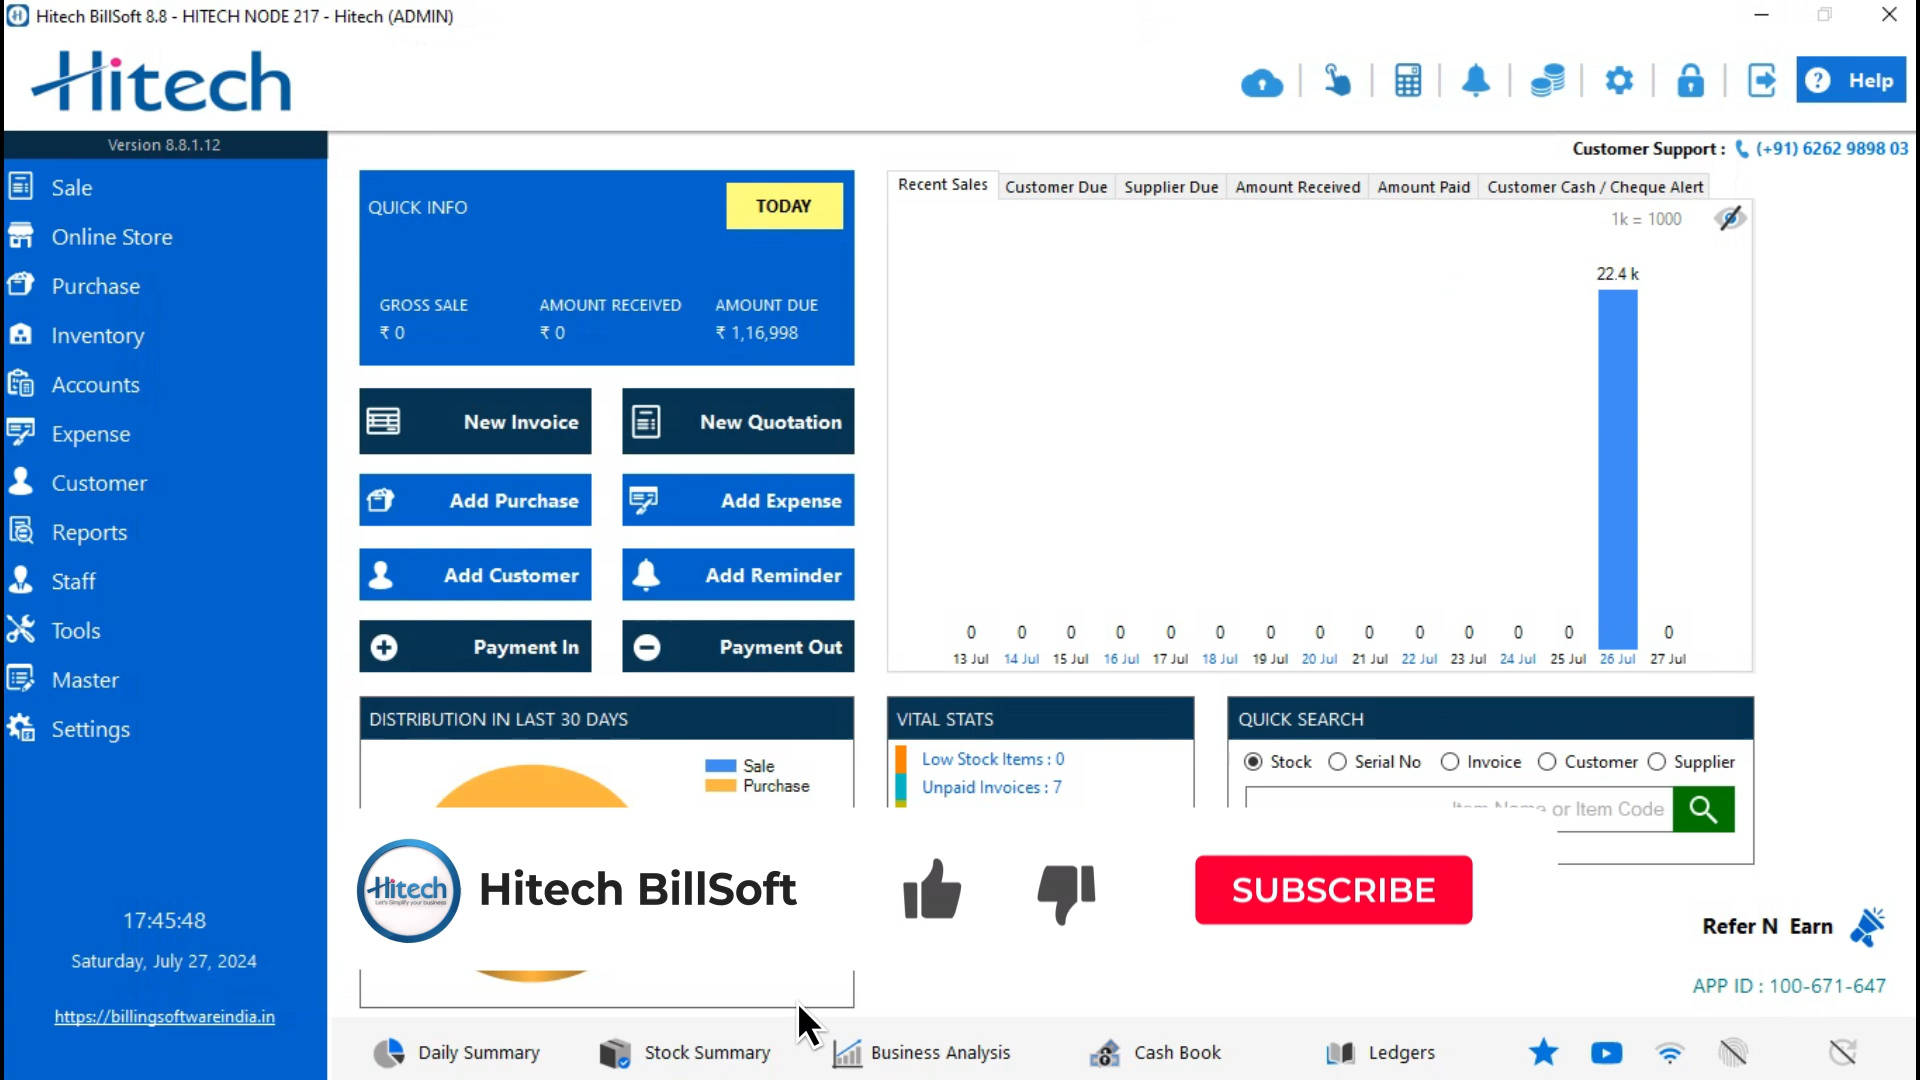 Hitech BillSoft 8.8 - HITECH NODE 217 - Hitech (ADMIN)
Hitech
Help
Version 8.8.1.12
Customer Support : (+91) 6262 9898 03
Sale
Online Store
Purchase
Inventory
Accounts
Expense
Customer
Reports
Staff
Tools
Master
Settings
17:45:48
Saturday, July 27, 2024
https://billingsoftwareindia.in
QUICK INFO
TODAY
GROSS SALE AMOUNT RECEIVED AMOUNT DUE
₹ 0 ₹ 0 ₹ 1,16,998
New Invoice New Quotation
Add Purchase Add Expense
Add Customer Add Reminder
Payment In Payment Out
Recent Sales Customer Due Supplier Due Amount Received Amount Paid Customer Cash / Cheque Alert
1k = 1000
22.4 k
0 0 0 0 0 0 0 0 0 0 0 0 0 0
13 Jul 14 Jul 15 Jul 16 Jul 17 Jul 18 Jul 19 Jul 20 Jul 21 Jul 22 Jul 23 Jul 24 Jul 25 Jul 26 Jul 27 Jul
DISTRIBUTION IN LAST 30 DAYS
Sale
Purchase
VITAL STATS
Low Stock Items : 0
Unpaid Invoices : 7
QUICK SEARCH
Stock Serial No Invoice Customer Supplier
Item Name or Item Code
Hitech
Let's Simplify your business
Hitech BillSoft
SUBSCRIBE
Refer N Earn
APP ID : 100-671-647
Daily Summary Stock Summary Business Analysis Cash Book Ledgers